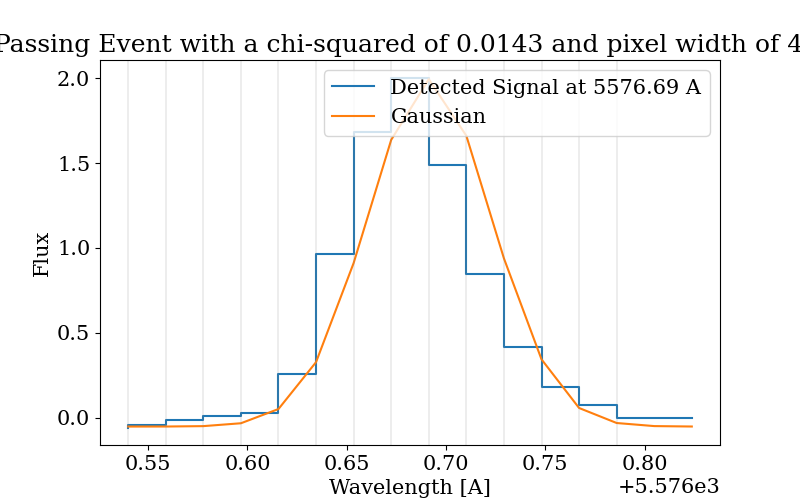 Passing Event with a chi-squared of 0.0143 and pixel width of 4
Detected Signal at 5576.69 A
Gaussian
2.0
1.5
1.0
0.5
0.0
Flux
0.55 0.60 0.65 0.70 0.75 0.80
Wavelength [A]
+5.576e3